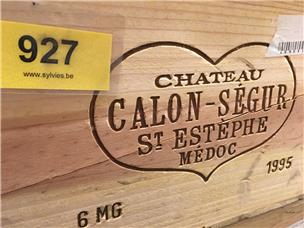 927
www.sylvies.be
CHATEAU
CALON-SÉGUR
ST ESTÈPHE
MÉDOC
1995
6 MG